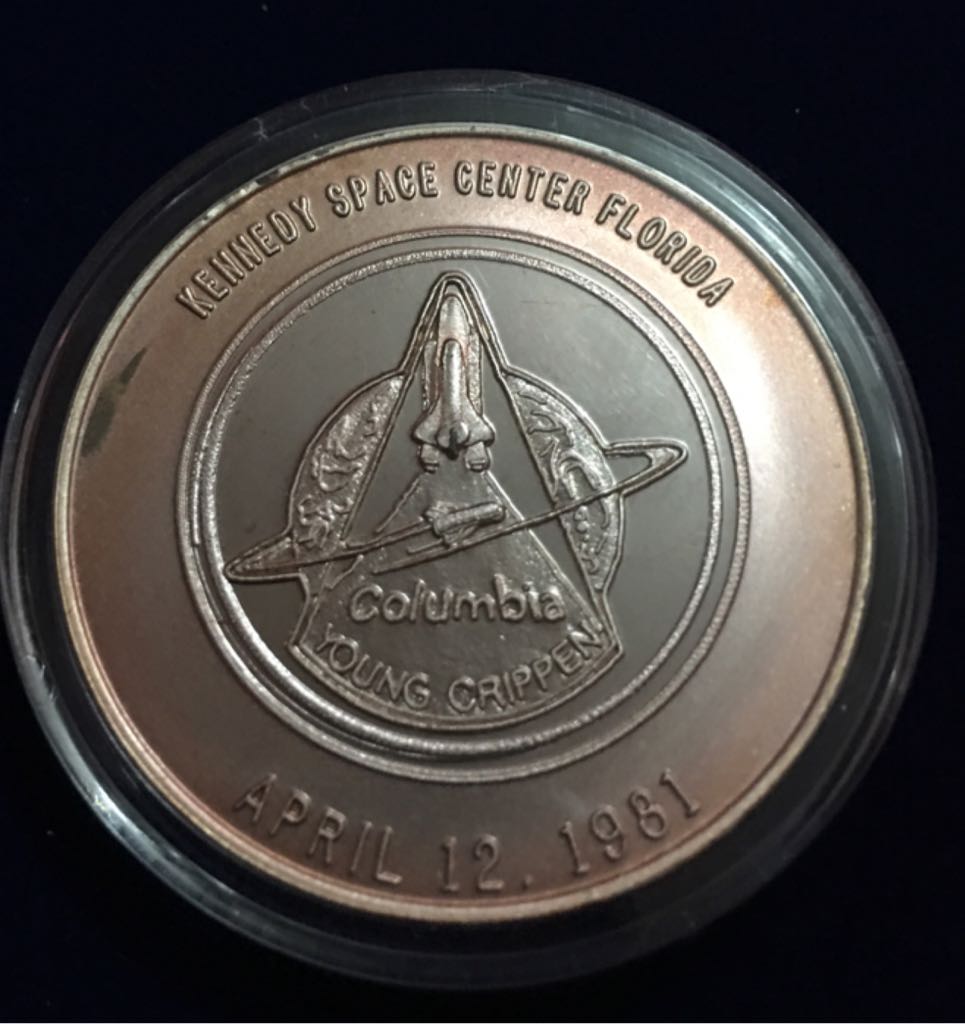 KENNEDY SPACE CENTER FLORIDA
Columbia
YOUNG CRIPPEN
APRIL 12. 1981